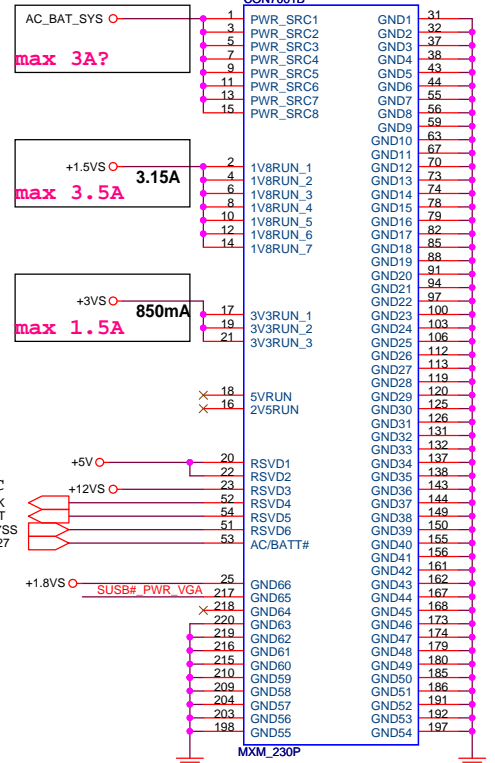 AC_BAT_SYS
max 3A?
+1.5VS 3.15A
max 3.5A
+3VS 850mA
max 1.5A
+5V
+12VS
C
K
T
YSS
27
+1.8VS
SUSB#_PWR_VGA
1 PWR_SRC1
3 PWR_SRC2
5 PWR_SRC3
7 PWR_SRC4
9 PWR_SRC5
11 PWR_SRC6
13 PWR_SRC7
15 PWR_SRC8
2 1V8RUN_1
4 1V8RUN_2
6 1V8RUN_3
8 1V8RUN_4
10 1V8RUN_5
12 1V8RUN_6
14 1V8RUN_7
17 3V3RUN_1
19 3V3RUN_2
21 3V3RUN_3
18 5VRUN
16 2V5RUN
20 RSVD1
22 RSVD2
23 RSVD3
52 RSVD4
54 RSVD5
51 RSVD6
53 AC/BATT#
25 GND66
217 GND65
218 GND64
220 GND63
219 GND62
216 GND61
215 GND60
210 GND59
209 GND58
204 GND57
203 GND56
198 GND55
GND1 31
GND2 32
GND3 37
GND4 38
GND5 43
GND6 44
GND7 55
GND8 56
GND9 59
GND10 63
GND11 67
GND12 70
GND13 73
GND14 74
GND15 78
GND16 79
GND17 82
GND18 85
GND19 88
GND20 91
GND21 94
GND22 97
GND23 100
GND24 103
GND25 106
GND26 112
GND27 113
GND28 119
GND29 120
GND30 125
GND31 126
GND32 131
GND33 132
GND34 137
GND35 138
GND36 143
GND37 144
GND38 149
GND39 150
GND40 155
GND41 156
GND42 161
GND43 162
GND44 167
GND45 168
GND46 173
GND47 174
GND48 179
GND49 180
GND50 185
GND51 186
GND52 191
GND53 192
GND54 197
MXM_230P